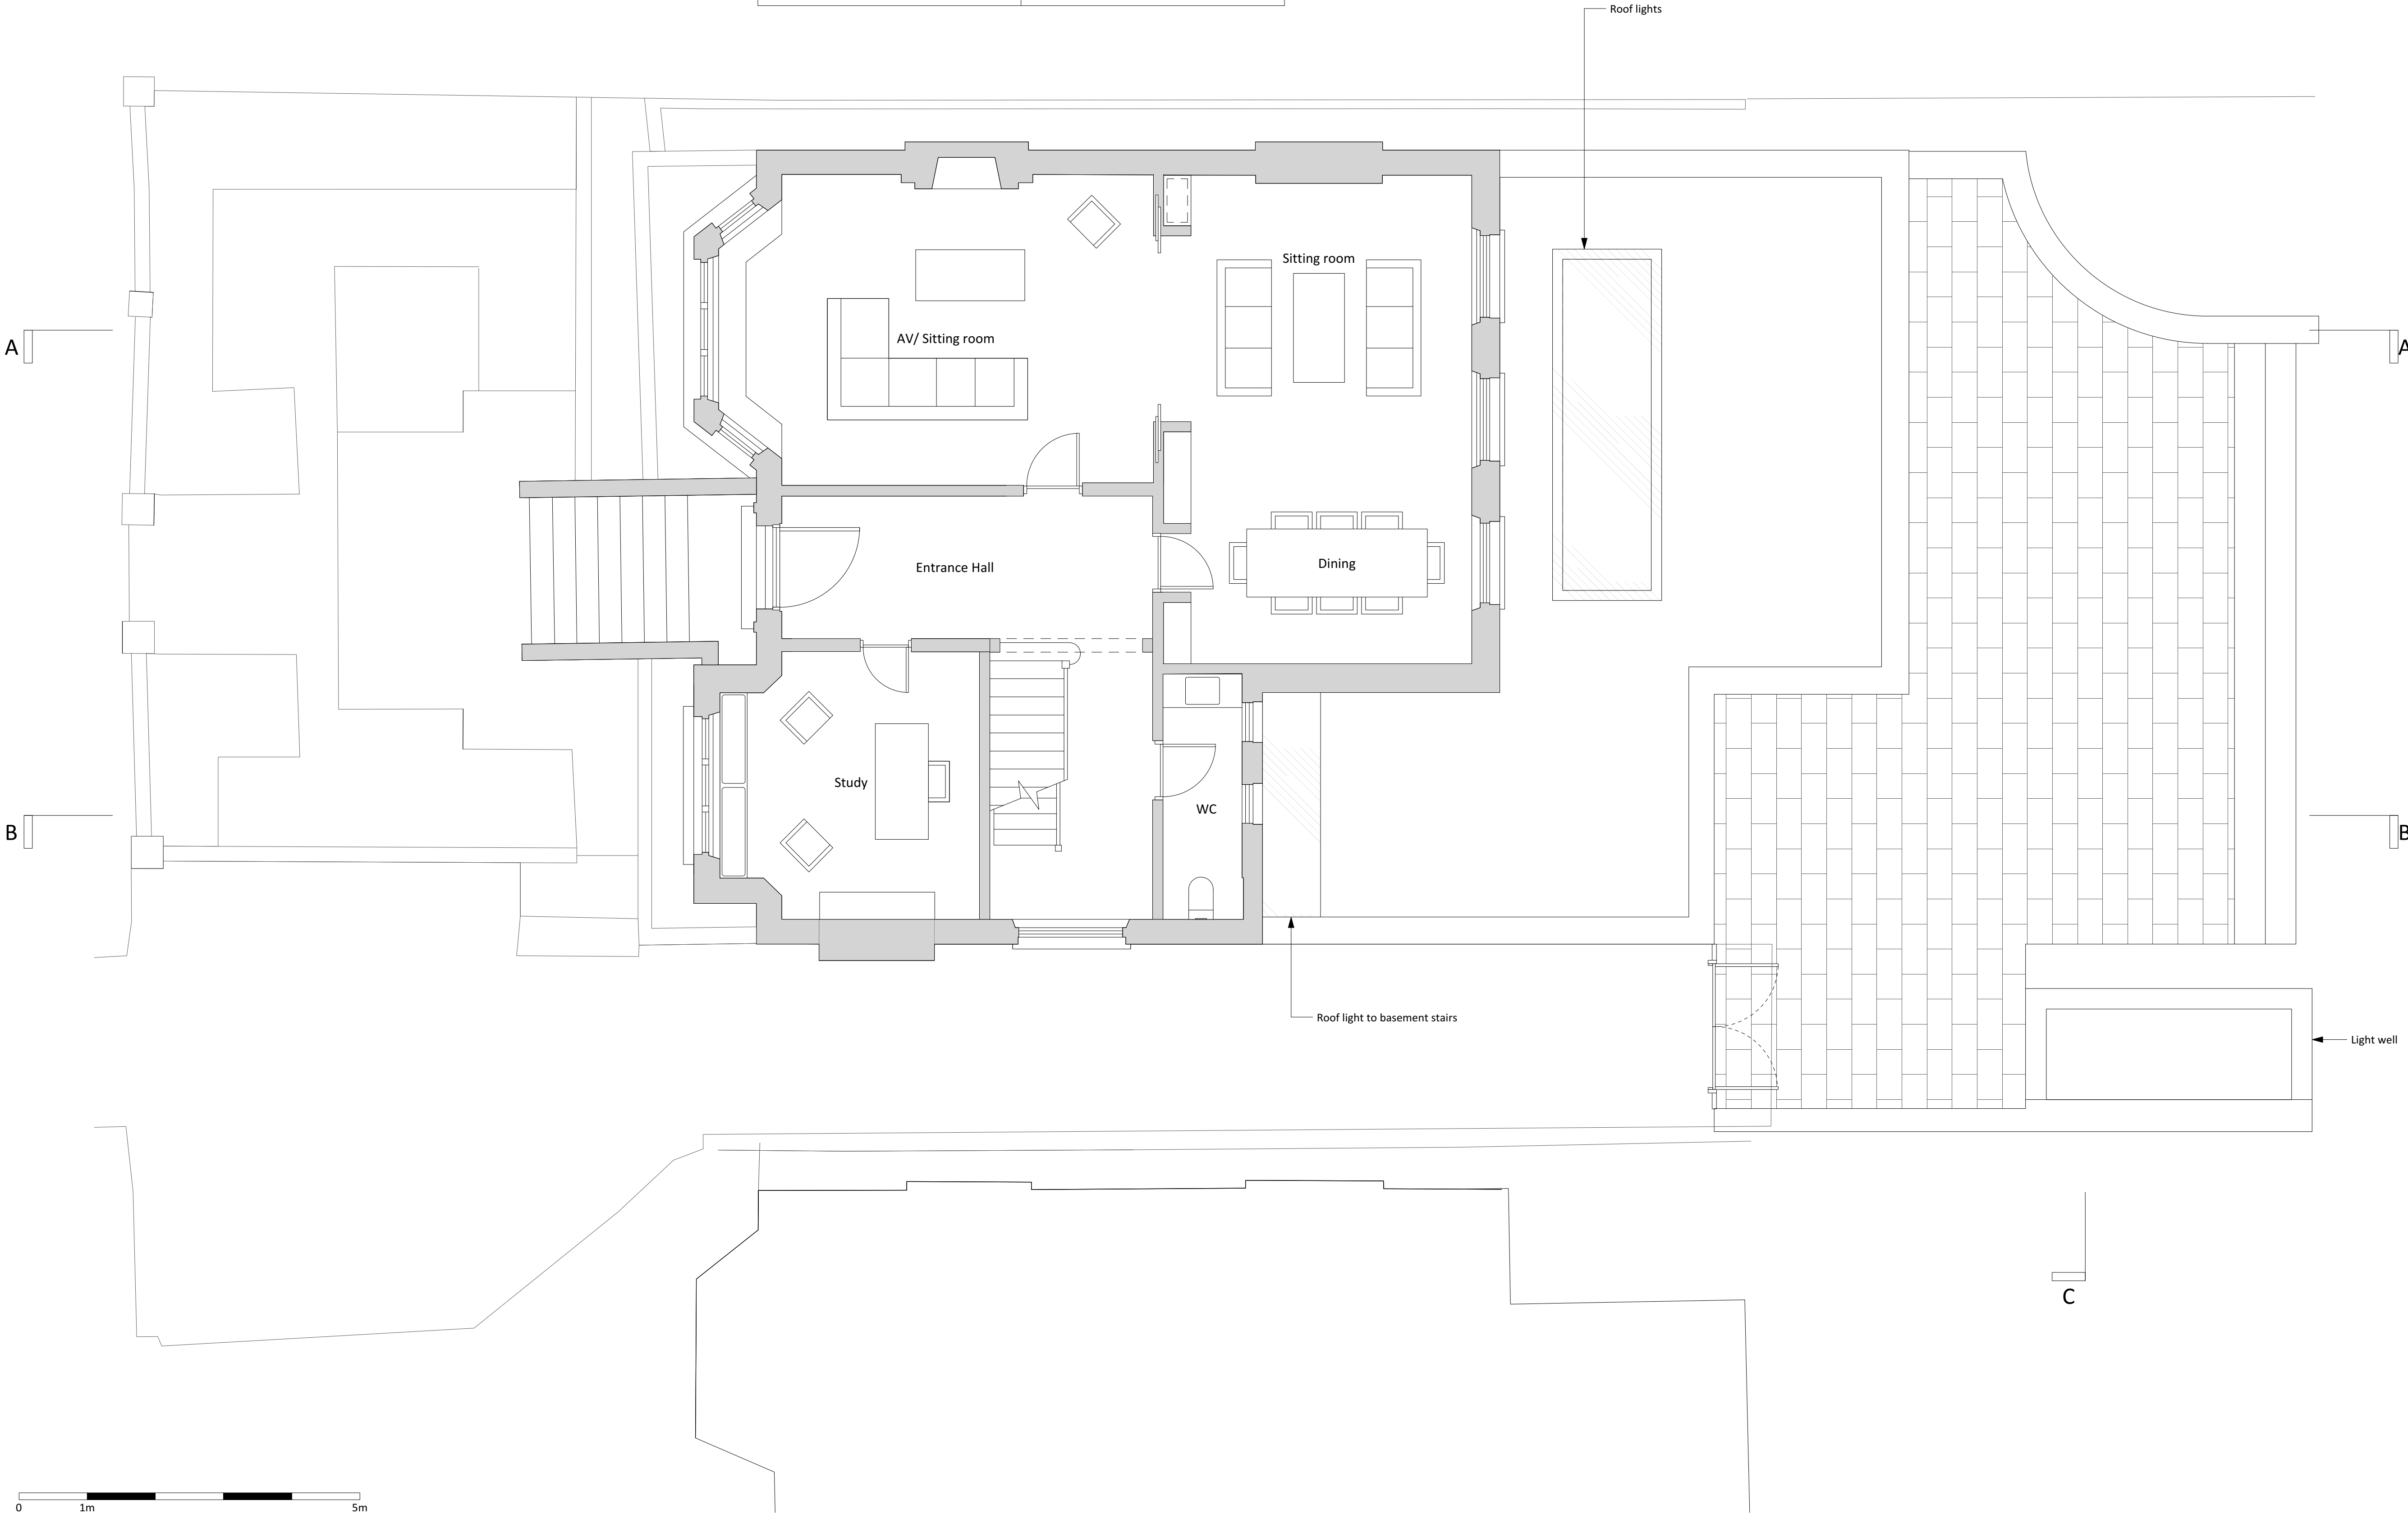 Roof lights
A
A
Sitting room
AV/ Sitting room
Entrance Hall
Dining
Study
WC
B
B
Roof light to basement stairs
Light well
C
0
1m
5m